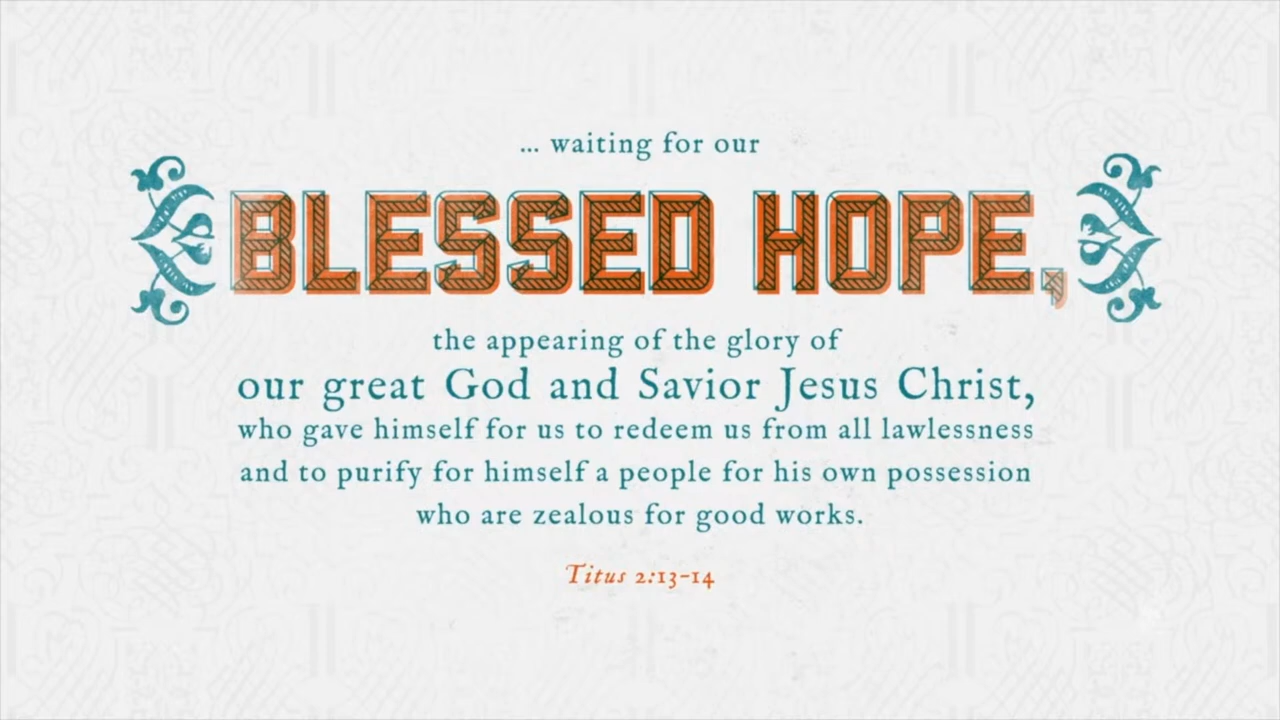 ... waiting for our
BLESSED HOPE,
the appearing of the glory of
our great God and Savior Jesus Christ,
who gave himself for us to redeem us from all lawlessness
and to purify for himself a people for his own possession
who are zealous for good works.
Titus 2:13-14